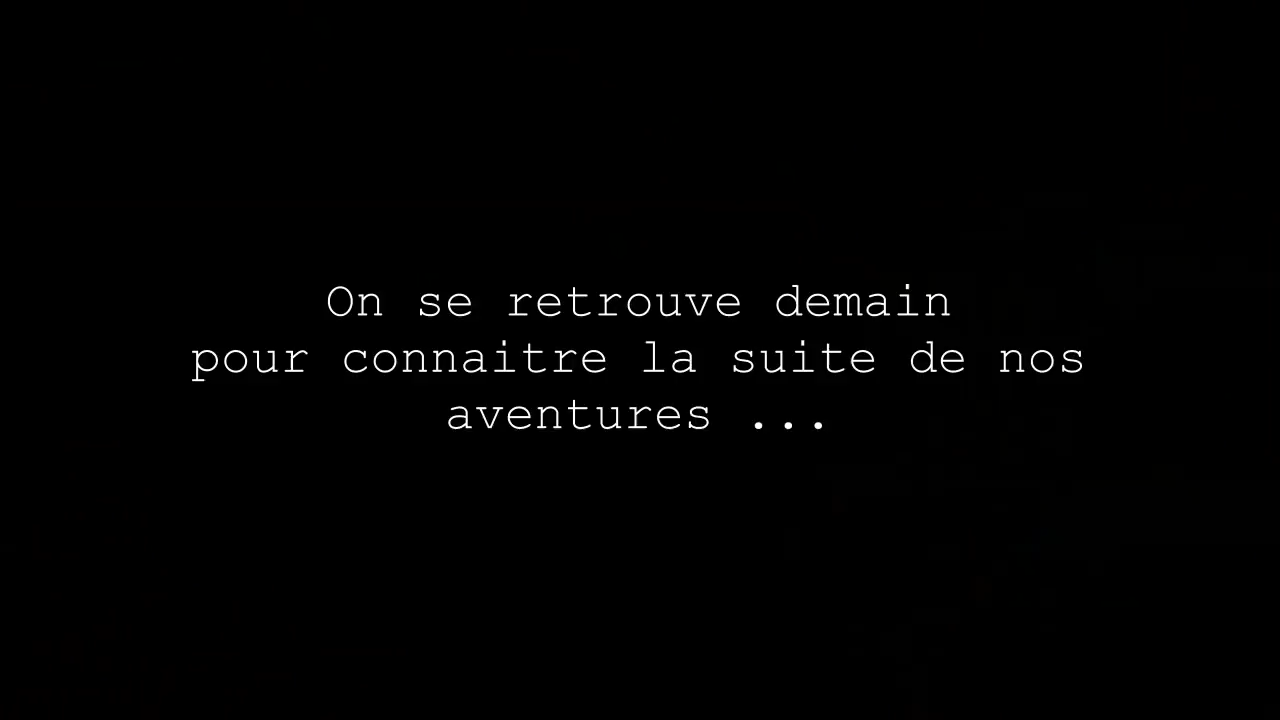 On se retrouve demain
pour connaitre la suite de nos
aventures ...